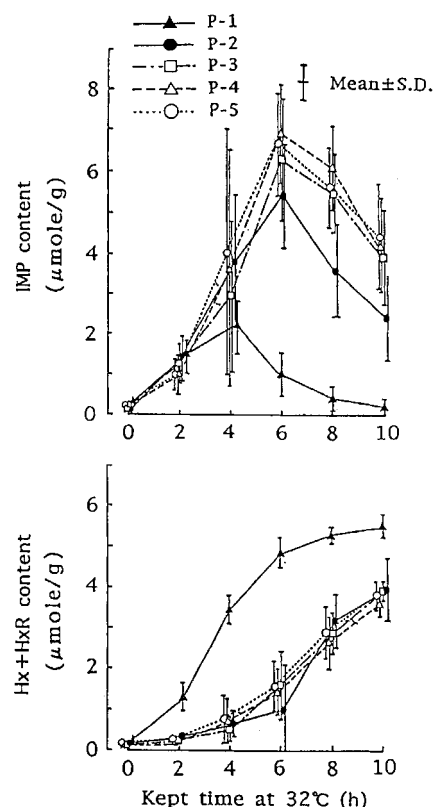 P-1
P-2
P-3
P-4
P-5
Mean±S.D.
8
6
4
2
0
IMP content
(μmole/g)
0 2 4 6 8 10
6
4
2
0
Hx+HxR content
(μmole/g)
0 2 4 6 8 10
Kept time at 32℃ (h)